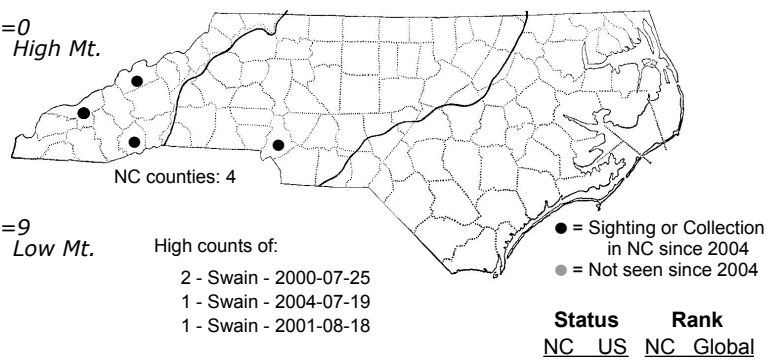 =0
High Mt.
NC counties: 4
=9
Low Mt.
High counts of:
2 - Swain - 2000-07-25
1 - Swain - 2004-07-19
1 - Swain - 2001-08-18
● = Sighting or Collection
in NC since 2004
● = Not seen since 2004
Status Rank
NC US NC Global